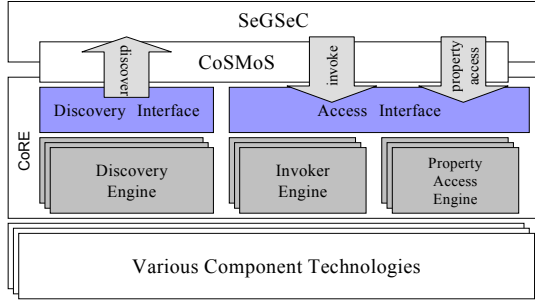 SeGSeC
CoSMoS
discover
invoke
property
access
CoRE
Discovery Interface
Access Interface
Discovery
Engine
Invoker
Engine
Property
Access
Engine
Various Component Technologies